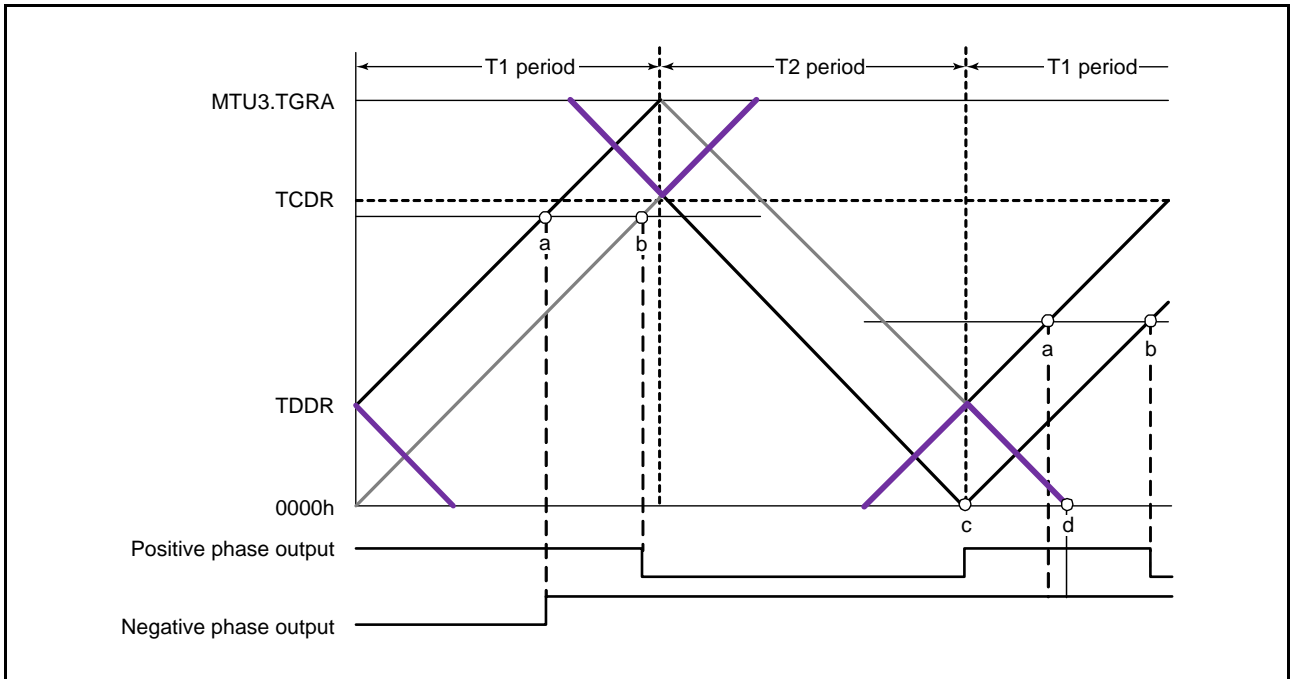 T1 period
T2 period
T1 period
MTU3.TGRA
TCDR
a
b
a
b
TDDR
0000h
c
d
Positive phase output
Negative phase output